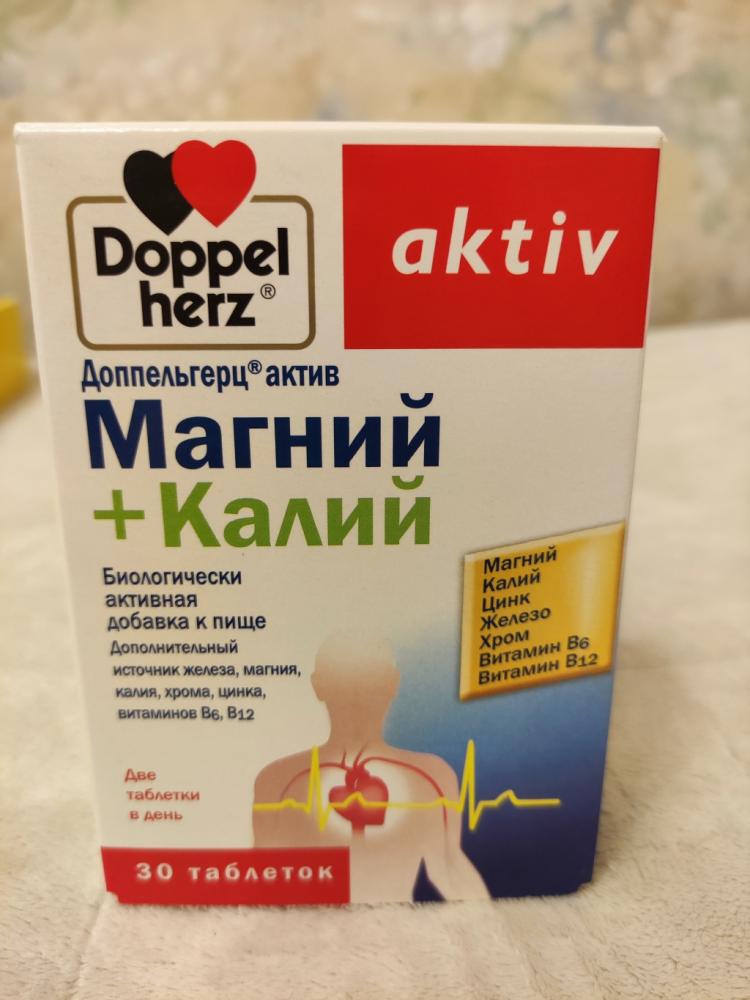 Doppel
herz®
aktiv
Доппельгерц® актив
Магний
+Калий
Биологически
активная
добавка к пище
Дополнительный
источник железа, магния,
калия, хрома, цинка,
витаминов B6, B12
Магний
Калий
Цинк
Железо
Хром
Витамин B6
Витамин B12
Две
таблетки
в день
30 таблеток